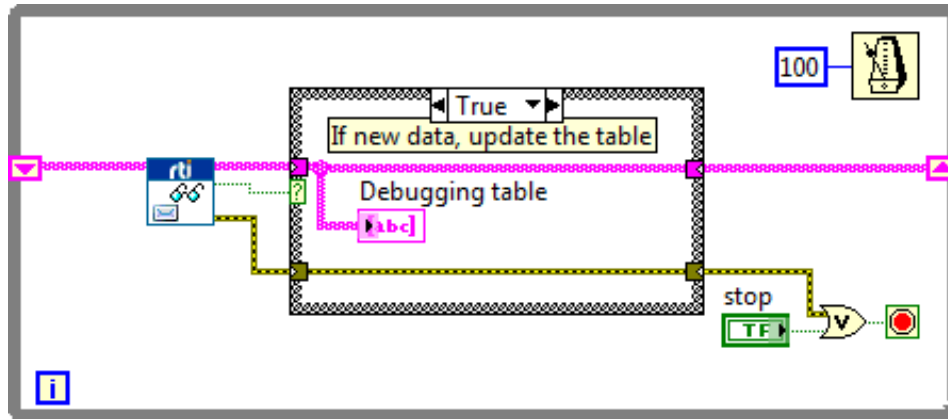 100
True
If new data, update the table
rti
?
Debugging table
[abc]
stop
TF
V
i